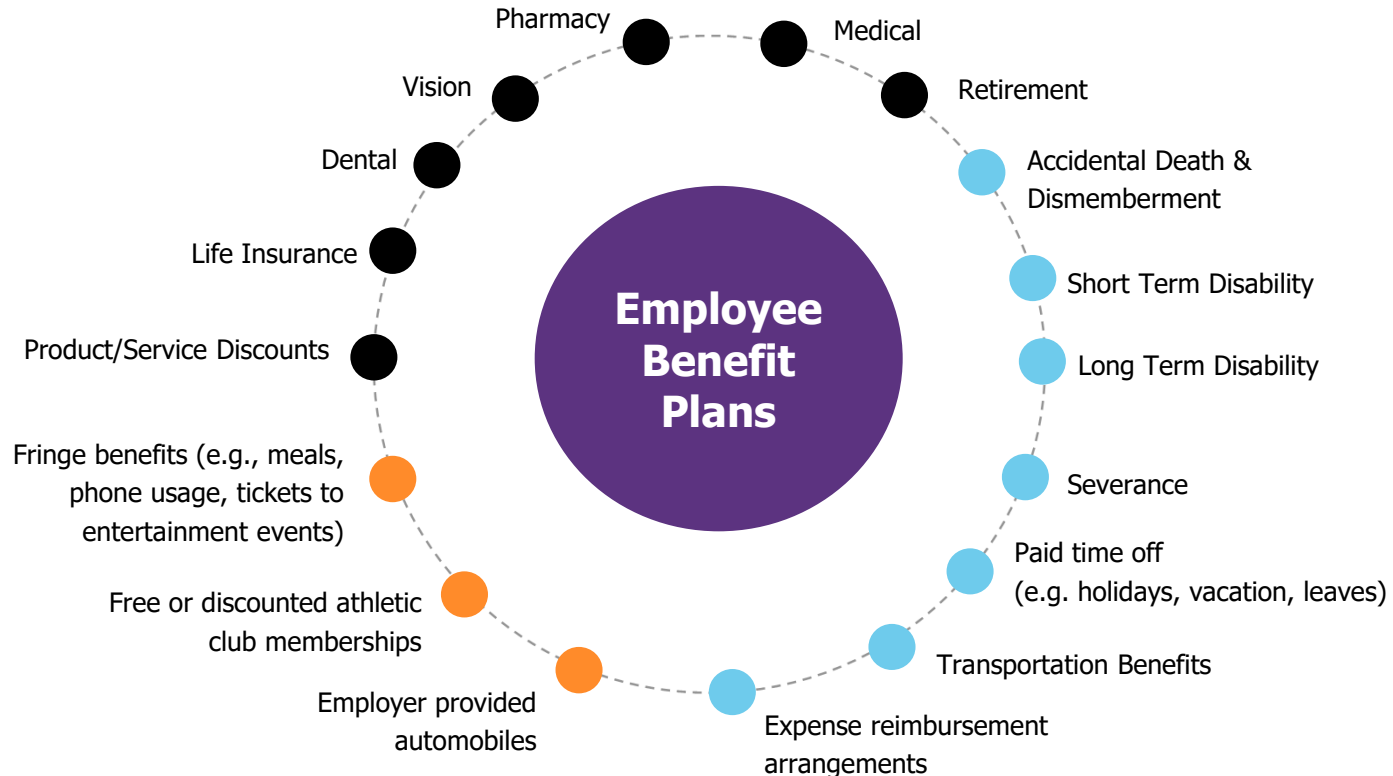 Pharmacy
Medical
Vision
Retirement
Dental
Accidental Death &
Dismemberment
Life Insurance
Short Term Disability
Employee
Benefit
Plans
Product/Service Discounts
Long Term Disability
Fringe benefits (e.g., meals,
phone usage, tickets to
entertainment events)
Severance
Paid time off
(e.g. holidays, vacation, leaves)
Free or discounted athletic
club memberships
Transportation Benefits
Employer provided
automobiles
Expense reimbursement
arrangements